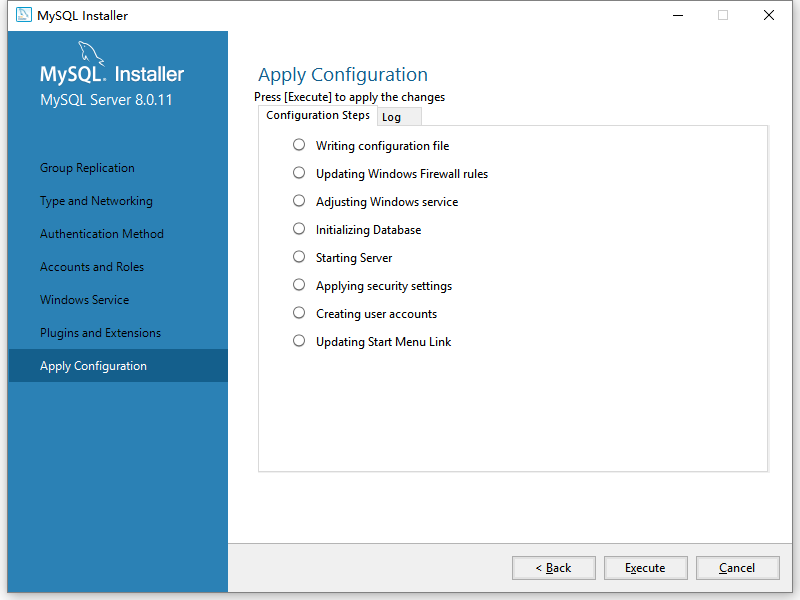 MySQL Installer
MySQL Installer
MySQL Server 8.0.11
Group Replication
Type and Networking
Authentication Method
Accounts and Roles
Windows Service
Plugins and Extensions
Apply Configuration
Apply Configuration
Press [Execute] to apply the changes
Configuration Steps Log
Writing configuration file
Updating Windows Firewall rules
Adjusting Windows service
Initializing Database
Starting Server
Applying security settings
Creating user accounts
Updating Start Menu Link
< Back Execute Cancel